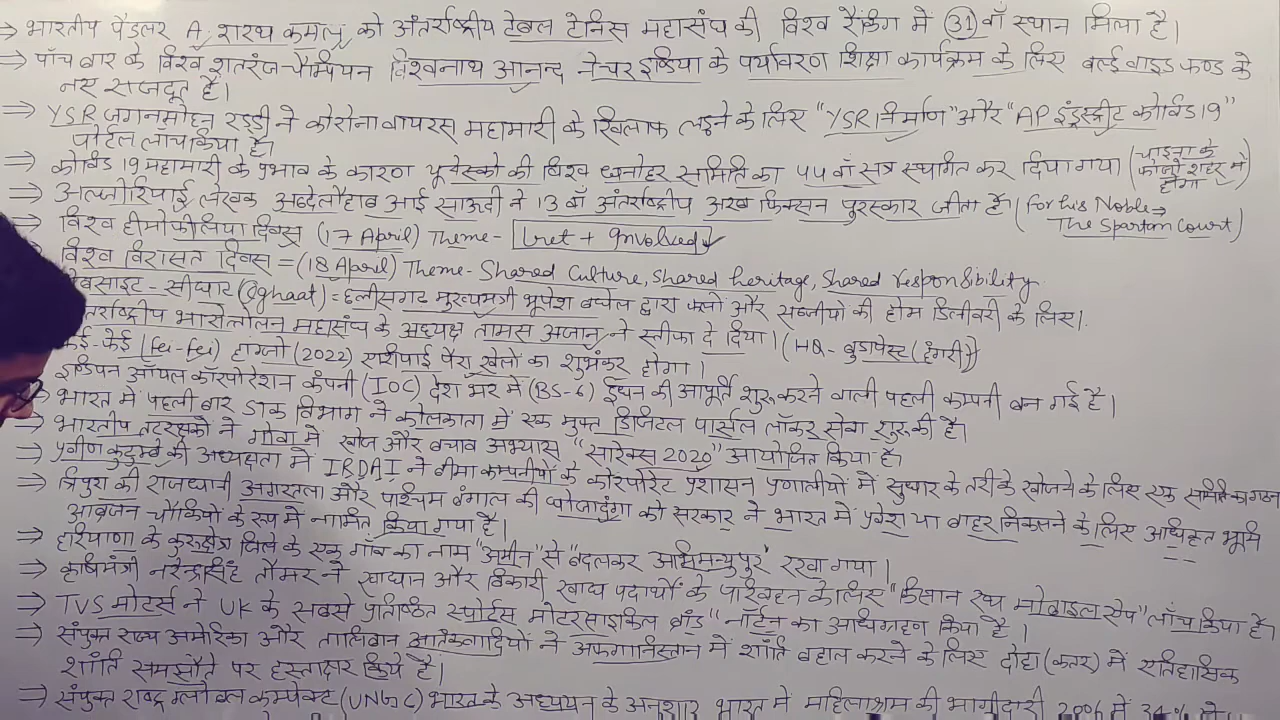 ⇒ भारतीय पैडलर A. शरथ कमल, को अंतर्राष्ट्रीय टेबल टेनिस महासंघ की विश्व रैंकिंग में 31 वाँ स्थान मिला है।
⇒ पाँच बार के विश्व शतरंज चैम्पियन विश्वनाथ आनन्द नेचर इंडिया के पर्यावरण शिक्षा कार्यक्रम के लिए वर्ल्ड वाइड फण्ड के
नए राजदूत हैं।
⇒ YSR जगनमोहन रेड्डी ने कोरोना वायरस महामारी के खिलाफ लड़ने के लिए "YSR निर्माण" और "AP इंडस्ट्रीट कोविड 19"
पोर्टल लाँच किया है।
⇒ कोविड 19 महामारी के प्रभाव के कारण यूनेस्को की विश्व धनोहर समिति का 44 वाँ सत्र स्थगित कर दिया गया (चाइना के
फोजो शहर में
होगा)
⇒ अल्जीरियाई लेखक अब्देलौहाब आई साऊदी ने 13 वाँ अंतर्राष्ट्रीय अरब फिक्सन पुरस्कार जीता है। (For his Noble ⇒
The Spartan Court)
⇒ विश्व हीमोफीलिया दिवस (17 April) Theme- Get + Involved
विश्व विरासत दिवस = (18 April) Theme- Shared Culture, Shared heritage, Shared responsibility
वेबसाइट - सीघाट (Cghaat) = छत्तीसगढ मुख्यमंत्री भूपेश बघेल द्वारा फलो और सब्जीयों की होम डिलीवरी के लिए।
अंतर्राष्ट्रीय भारोत्तोलन महासंघ के अध्यक्ष तामस अजान ने स्तीफा दे दिया। (HQ- बुडापेस्ट (हंगरी))
फेई-फेई (Fei-fei) हांग्जो (2022) एशीयाई पैरा खेलो का शुभंकर होगा।
इण्डियन ऑयल कॉरपोरेशन कंपनी (IOC) देश भर में (BS-6) ईंधन की आपूर्ति शुरू करने वाली पहली कम्पनी बन गई है।
⇒ भारत में पहली बार डाक विभाग ने कोलकाता में एक मुफ्त डिजिटल पार्सल लॉकर सेवा शुरू की है।
⇒ भारतीय तटरक्षको ने गोवा में खोज और बचाव अभ्यास "सारेक्स 2020" आयोजित किया है।
⇒ प्रवीण कुटुम्बे की अध्यक्षता में IRDAI ने बीमा कम्पनीयों के कॉरपोरेट प्रशासन प्रणालीयों में सुधार के तरीके खोजने के लिए एक समिति का गठन
⇒ त्रिपुरा की राजधानी अगरतला और पश्चिम बंगाल की घोजाडंगा को सरकार ने भारत में प्रवेश या बाहर निकलने के लिए अधिकृत भूमि
आव्रजन चौकियों के रूप में नामित किया गया है।
⇒ हरियाणा के कुरुक्षेत्र जिले के एक गाँव का नाम "अमीन" से "बदलकर अभिमन्युपुर" रखा गया।
⇒ कृषिमंत्री नरेन्द्रसिंह तोमर ने खाद्यान और बिकारी खाद्य पदार्थों के परिवहन के लिए "किशान रथ मोबाइल ऐप" लाँच किया है।
⇒ TVS मोटर्स ने UK के सबसे प्रतिष्ठित स्पोर्ट्स मोटरसाइकिल ब्रांड "नॉर्टन का अधिग्रहण किया है।
⇒ संयुक्त राज्य अमेरिका और तालिबान आतंकवादियों ने अफगानिस्तान में शाँति बहाल करने के लिए दोहा (कतर) में एतिहासिक
शाँति समझौते पर हस्ताक्षर किये है।
⇒ संयुक्त राष्ट्र ग्लोबल कम्पेक्ट (UNGC) भारत के अध्ययन के अनुशार भारत में महिलाश्रम की भागीदारी 2006 में 34% से